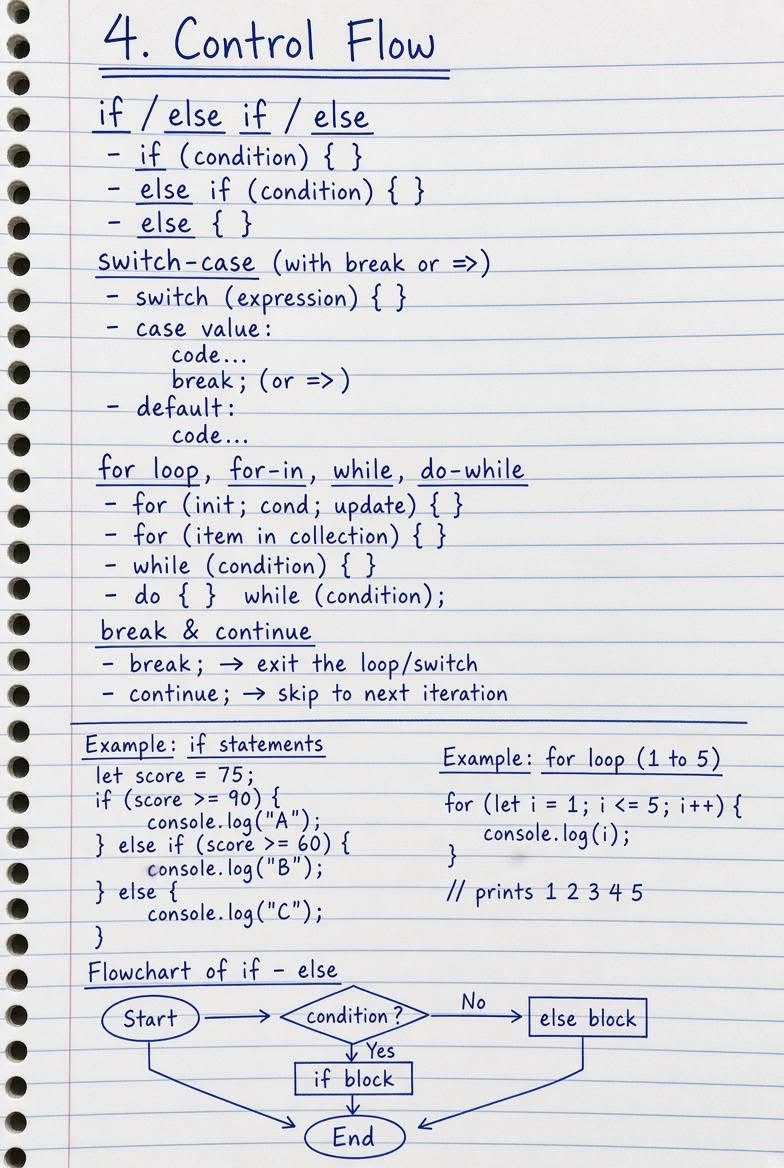 4. Control Flow
if / else if / else
- if (condition) { }
- else if (condition) { }
- else { }
switch-case (with break or =>)
- switch (expression) { }
- case value:
code...
break; (or =>)
- default:
code...
for loop, for-in, while, do-while
- for (init; cond; update) { }
- for (item in collection) { }
- while (condition) { }
- do { } while (condition);
break & continue
- break; → exit the loop/switch
- continue; → skip to next iteration
Example: if statements
let score = 75;
if (score >= 90) {
console.log("A");
} else if (score >= 60) {
console.log("B");
} else {
console.log("C");
}
Example: for loop (1 to 5)
for (let i = 1; i <= 5; i++) {
console.log(i);
}
// prints 1 2 3 4 5
Flowchart of if - else
Start
condition?
No
else block
Yes
if block
End